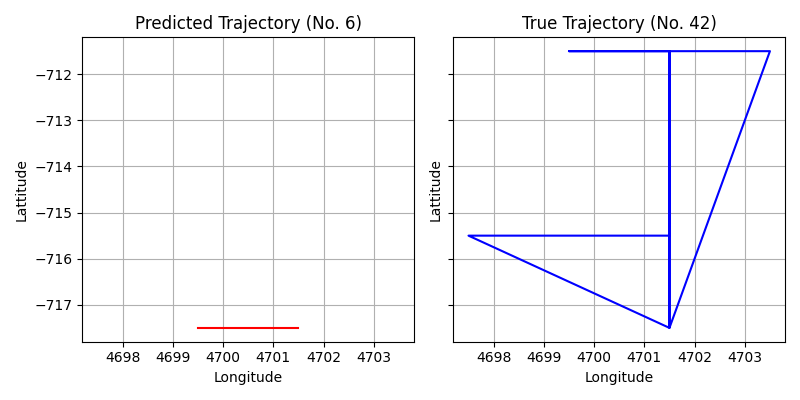 Predicted Trajectory (No. 6)
True Trajectory (No. 42)
Lattitude
−712
−713
−714
−715
−716
−717
4698 4699 4700 4701 4702 4703
Longitude
Lattitude
4698 4699 4700 4701 4702 4703
Longitude